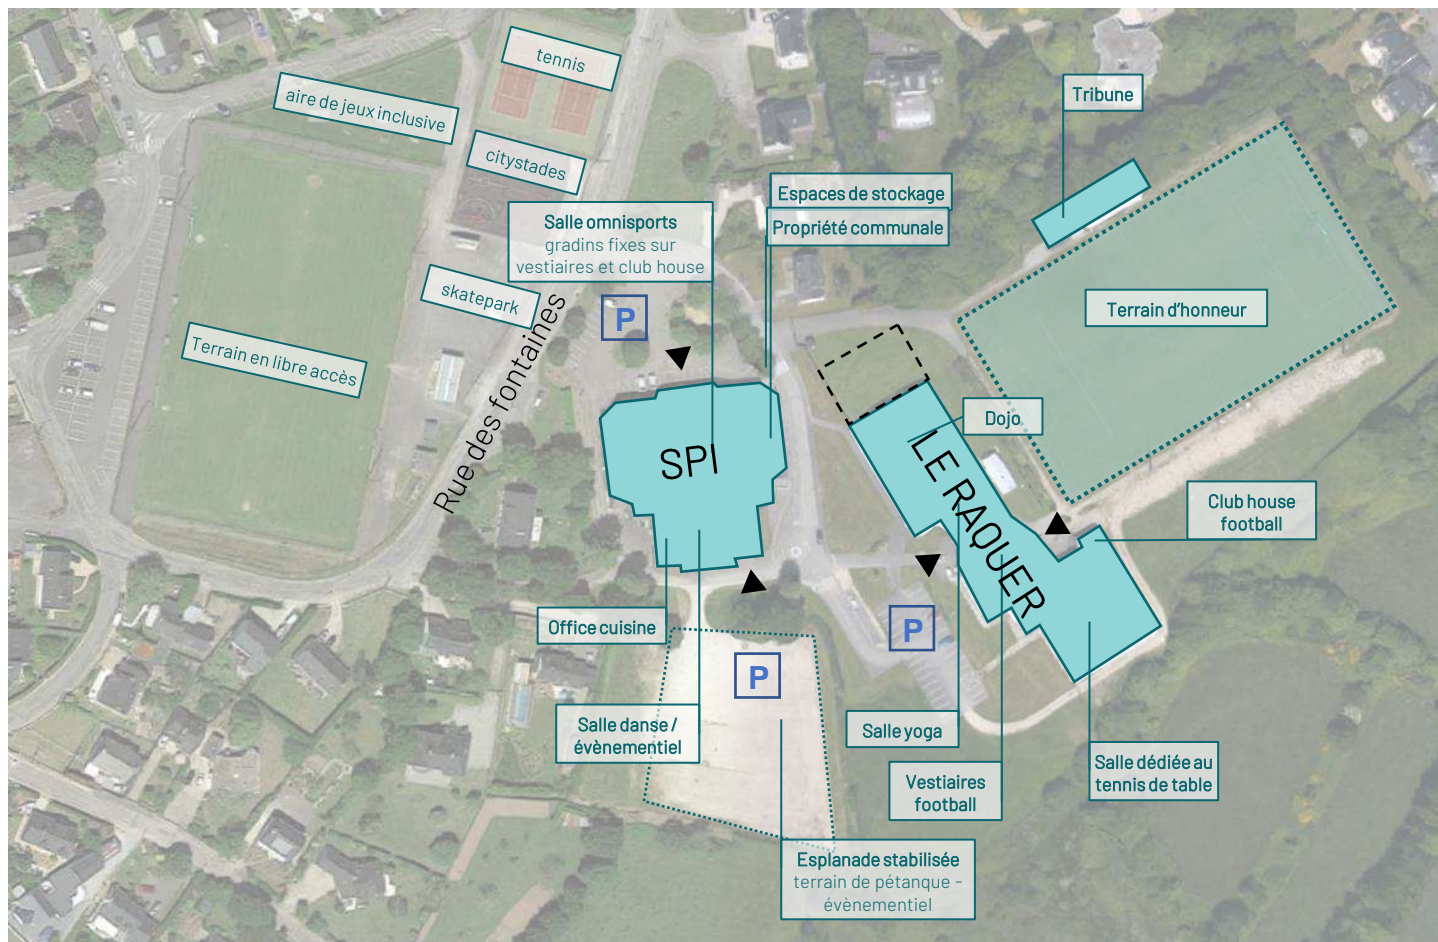 tennis
aire de jeux inclusive
citystades
Tribune
Espaces de stockage
Propriété communale
Salle omnisports
gradins fixes sur
vestiaires et club house
skatepark
P
Terrain d'honneur
Terrain en libre accès
Rue des fontaines
Dojo
SPI
LE RAQUER
Club house
football
Office cuisine
P
P
Salle danse /
évènementiel
Salle yoga
Vestiaires
football
Salle dédiée au
tennis de table
Esplanade stabilisée
terrain de pétanque -
évènementiel